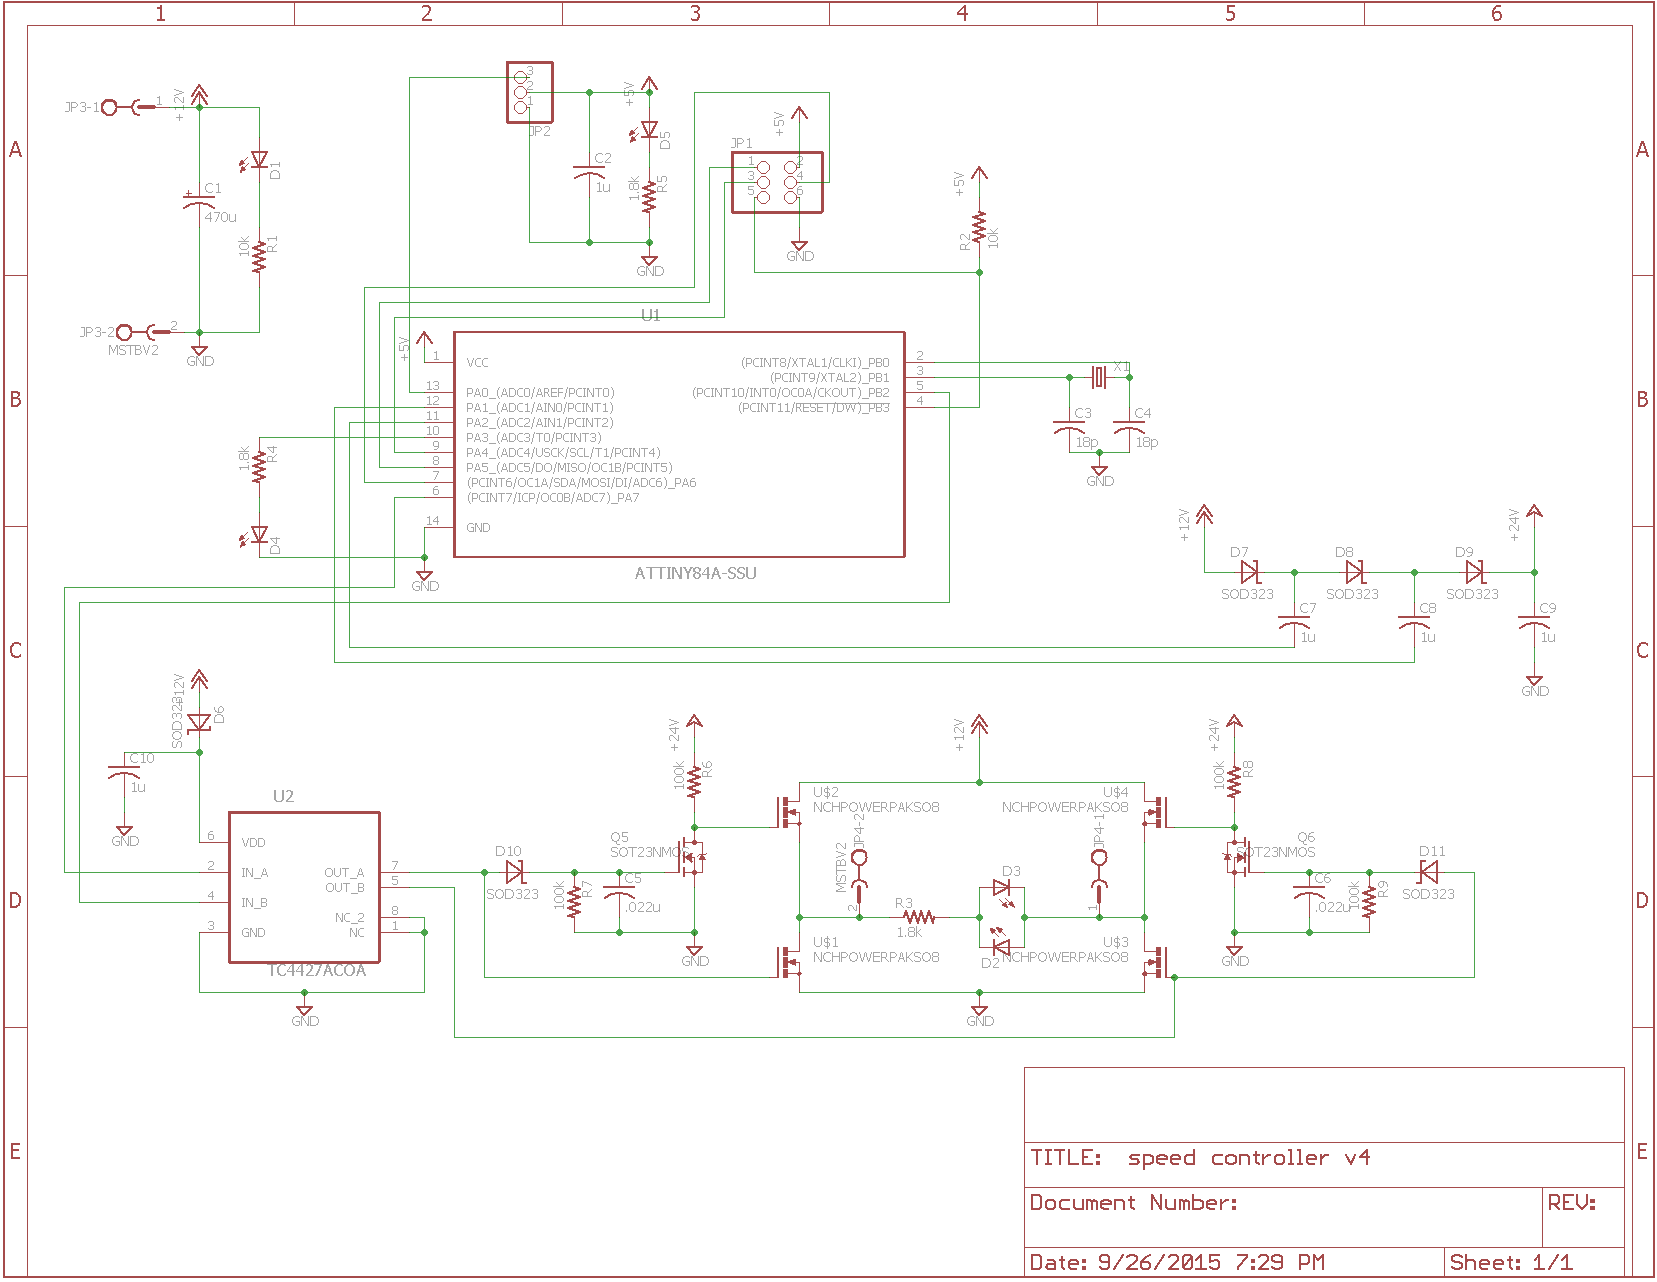 1 2 3 4 5 6
A A
B B
C C
D D
E E
JP3-1
1
+12V
D1
C1
+
470u
10k
R1
JP3-2
2
MSTBV2
GND
3
2
1
JP2
+5V
D5
C2
1u
1.8k
R5
GND
JP1
+5V
1 2
3 4
5 6
GND
+5V
R2
10k
U1
+5V
1 VCC
13 PA0_(ADC0/AREF/PCINT0)
12 PA1_(ADC1/AIN0/PCINT1)
11 PA2_(ADC2/AIN1/PCINT2)
10 PA3_(ADC3/T0/PCINT3)
9 PA4_(ADC4/USCK/SCL/T1/PCINT4)
8 PA5_(ADC5/DO/MISO/OC1B/PCINT5)
7 (PCINT6/OC1A/SDA/MOSI/DI/ADC6)_PA6
6 (PCINT7/ICP/OC0B/ADC7)_PA7
14 GND
(PCINT8/XTAL1/CLKI)_PB0 2
(PCINT9/XTAL2)_PB1 3
(PCINT10/INT0/OC0A/CKOUT)_PB2 5
(PCINT11/RESET/DW)_PB3 4
ATTINY84A-SSU
GND
1.8k
R4
D4
X1
C3
18p
C4
18p
GND
+12V
D7
SOD323
D8
SOD323
D9
SOD323
+24V
C7
1u
C8
1u
C9
1u
GND
+12V
SOD323
D6
C10
1u
GND
U2
6 VDD
2 IN_A
4 IN_B
3 GND
OUT_A 7
OUT_B 5
NC_2 8
NC 1
TC4427ACOA
GND
D10
SOD323
100k
R7
C5
.022u
Q5
SOT23NMOS
+24V
100k
R6
GND
U$2
NCHPOWERPAKSO8
MSTBV2
JP4-2
2
R3
1.8k
D3
D2
+12V
U$4
NCHPOWERPAKSO8
JP4-1
1
U$1
NCHPOWERPAKSO8
U$3
NCHPOWERPAKSO8
GND
+24V
100k
R8
Q6
SOT23NMOS
C6
.022u
100k
R9
D11
SOD323
GND
TITLE: speed controller v4
Document Number:
REV:
Date: 9/26/2015 7:29 PM
Sheet: 1/1